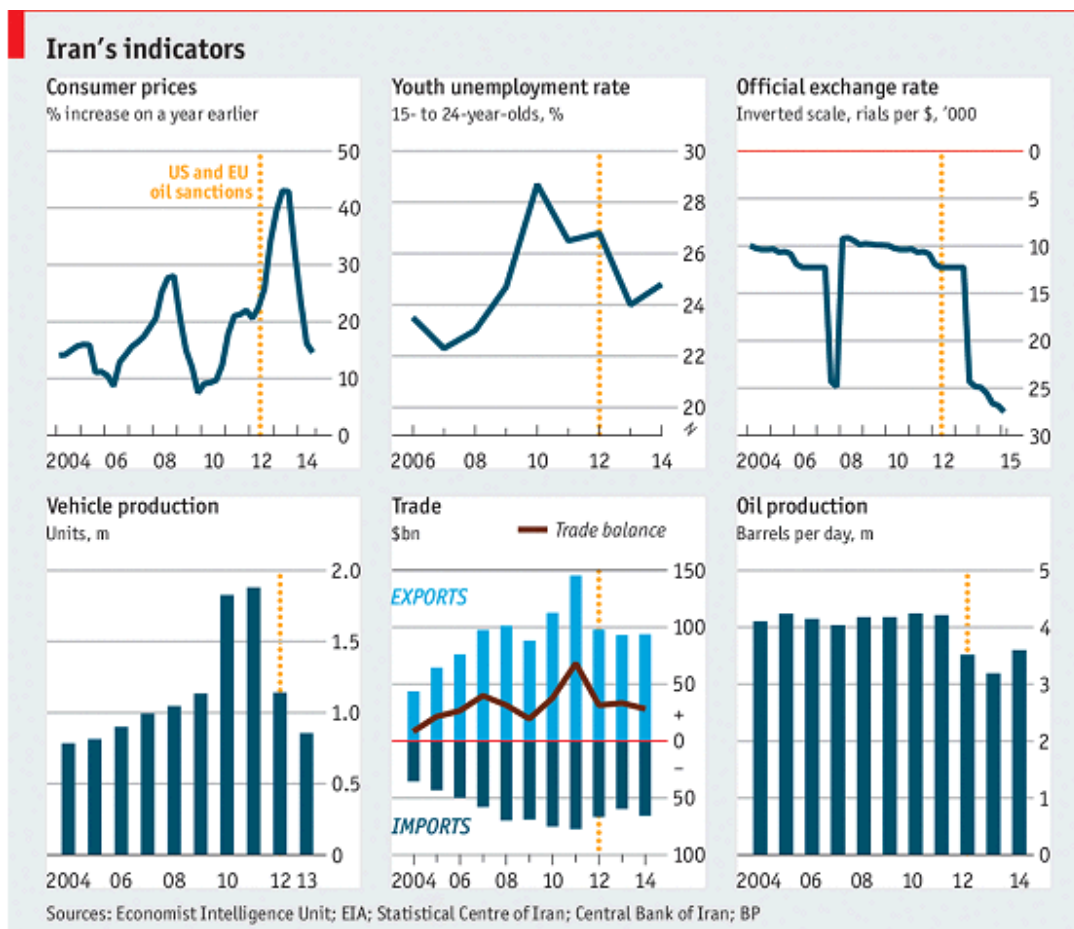 Iran's indicators
Consumer prices
% increase on a year earlier
50
40
30
20
10
0
US and EU
oil sanctions
2004 06 08 10 12 14
Youth unemployment rate
15- to 24-year-olds, %
30
28
26
24
22
20
2006 08 10 12 14
Official exchange rate
Inverted scale, rials per $, '000
0
5
10
15
20
25
30
2004 06 08 10 12 15
Vehicle production
Units, m
2.0
1.5
1.0
0.5
0
2004 06 08 10 12 13
Trade
$bn
Trade balance
EXPORTS
IMPORTS
150
100
50
+
0
–
50
100
2004 06 08 10 12 14
Oil production
Barrels per day, m
5
4
3
2
1
0
2004 06 08 10 12 14
Sources: Economist Intelligence Unit; EIA; Statistical Centre of Iran; Central Bank of Iran; BP